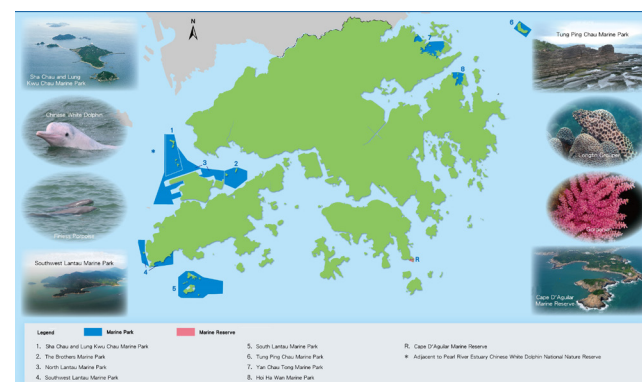 N
Sha Chau and Lung
Kwu Chau Marine Park
Chinese White Dolphin
Finless Porpoise
Southwest Lantau Marine Park
Tung Ping Chau Marine Park
Longfin Grouper
Gorgonian
Cape D'Aguilar
Marine Reserve
6
7
8
1
*
3
2
4
5
R
Legend
Marine Park
Marine Reserve
1. Sha Chau and Lung Kwu Chau Marine Park
2. The Brothers Marine Park
3. North Lantau Marine Park
4. Southwest Lantau Marine Park
5. South Lantau Marine Park
6. Tung Ping Chau Marine Park
7. Yan Chau Tong Marine Park
8. Hoi Ha Wan Marine Park
R. Cape D'Aguilar Marine Reserve
* Adjacent to Pearl River Estuary Chinese White Dolphin National Nature Reserve